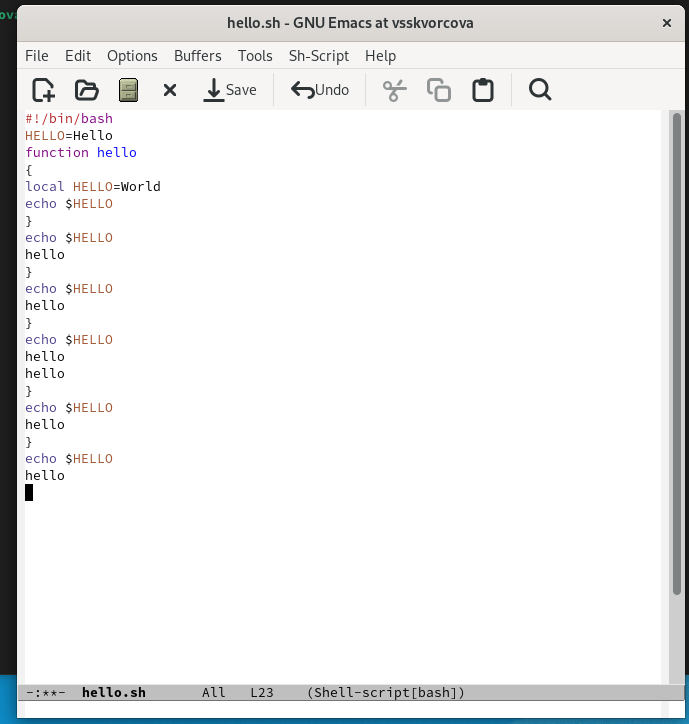 ova
hello.sh - GNU Emacs at vsskvorcova
File Edit Options Buffers Tools Sh-Script Help
Save Undo
#!/bin/bash
HELLO=Hello
function hello
{
local HELLO=World
echo $HELLO
}
echo $HELLO
hello
}
echo $HELLO
hello
}
echo $HELLO
hello
hello
}
echo $HELLO
hello
}
echo $HELLO
hello
-:**- hello.sh All L23 (Shell-script[bash])